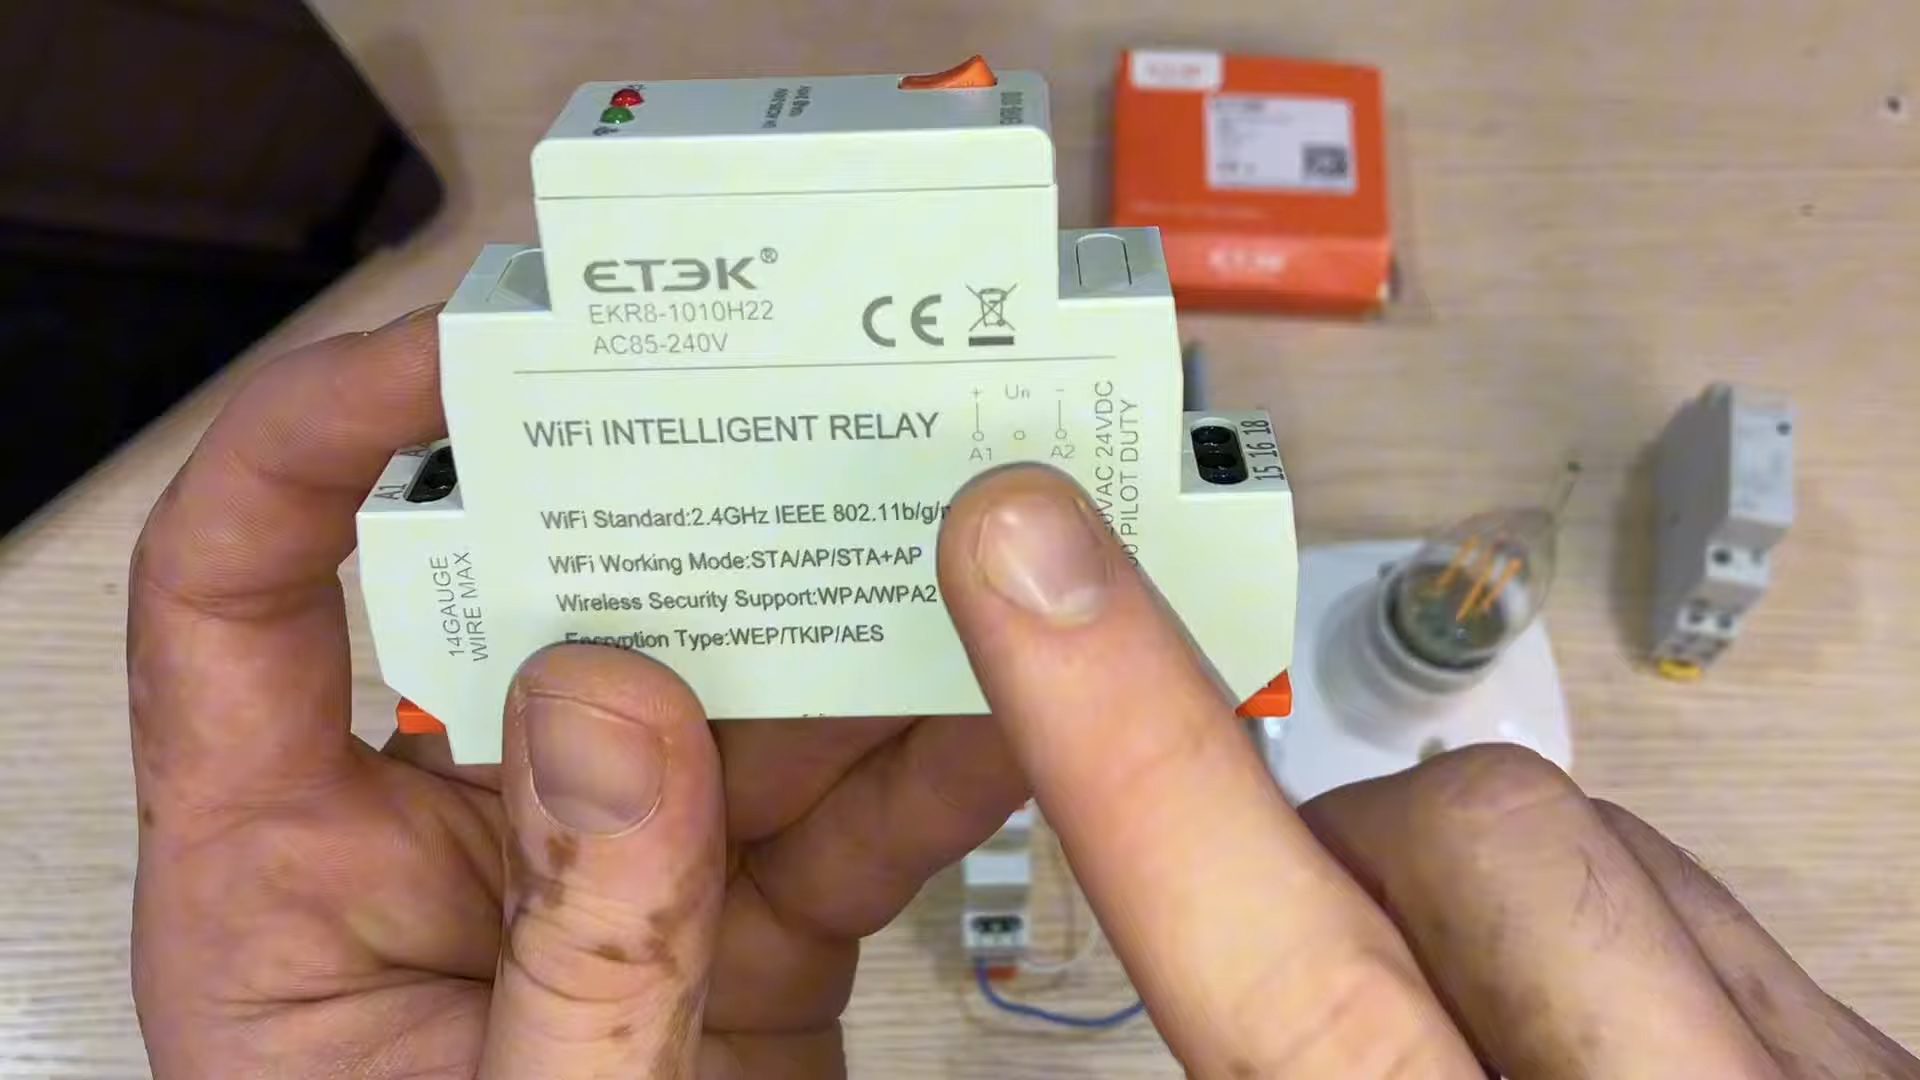 ETEK®
EKR8-1010H22
AC85-240V
CE
WiFi INTELLIGENT RELAY
+ Un -
A1 A2
WiFi Standard:2.4GHz IEEE 802.11b/g/
WiFi Working Mode:STA/AP/STA+AP
Wireless Security Support:WPA/WPA2
Encryption Type:WEP/TKIP/AES
14GAUGE
WIRE MAX
VAC 24VDC
PILOT DUTY
A1
15 16 18